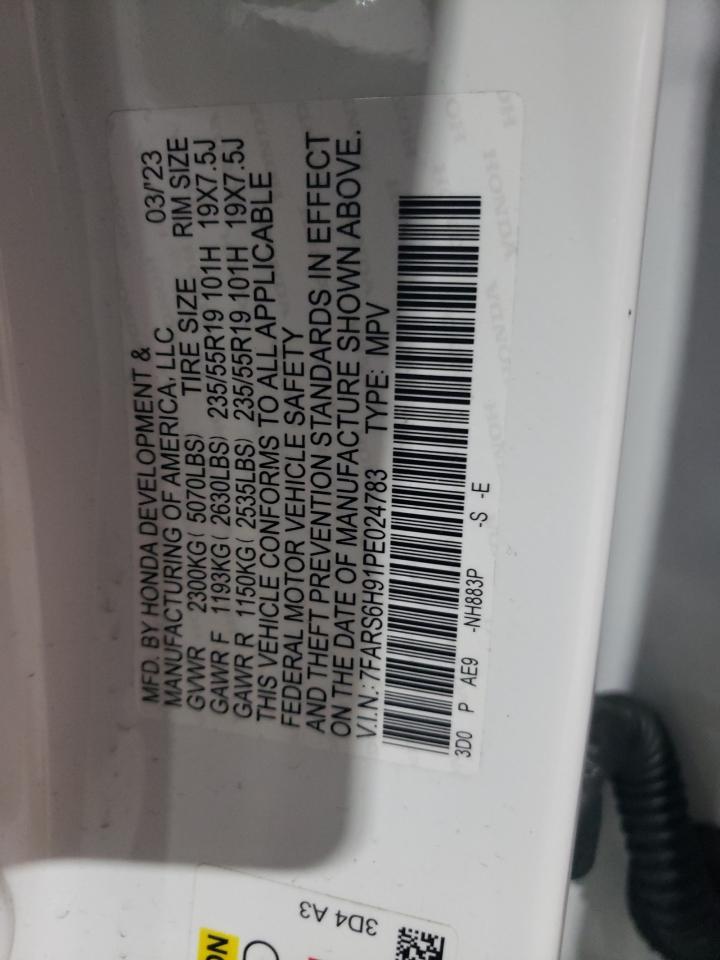 MFD. BY HONDA DEVELOPMENT &
MANUFACTURING OF AMERICA, LLC 03/'23
GVWR 2300KG( 5070LBS) TIRE SIZE RIM SIZE
GAWR F 1193KG( 2630LBS) 235/55R19 101H 19X7.5J
GAWR R 1150KG( 2535LBS) 235/55R19 101H 19X7.5J
THIS VEHICLE CONFORMS TO ALL APPLICABLE
FEDERAL MOTOR VEHICLE SAFETY
AND THEFT PREVENTION STANDARDS IN EFFECT
ON THE DATE OF MANUFACTURE SHOWN ABOVE.
V.I.N.: 7FARS6H91PE024783 TYPE: MPV
3D0 P AE9 -NH883P -S -E
HONDA HONDA HONDA
3D4 A3